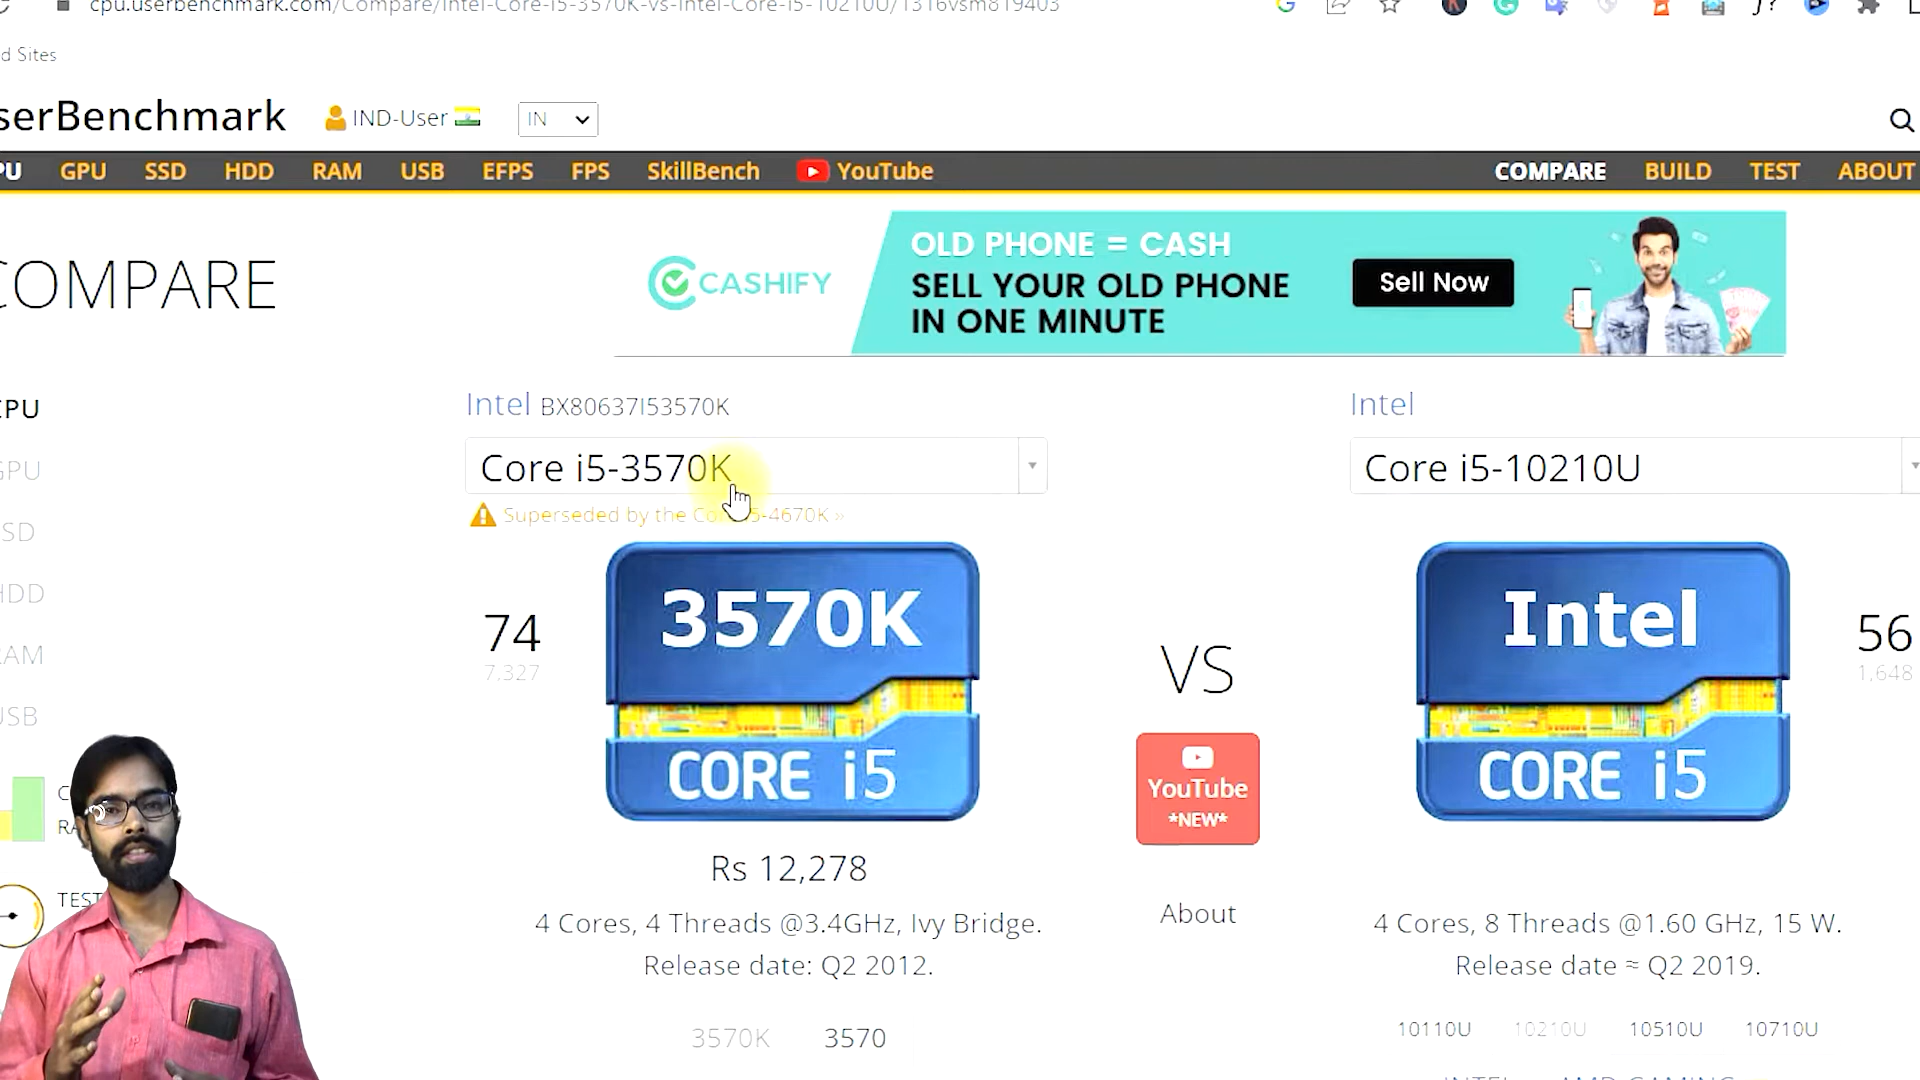 cpu.userbenchmark.com/Compare/Intel-Core-i5-3570K-vs-Intel-Core-i5-10210U/1316vsm819403
d Sites
serBenchmark IND-User IN
PU GPU SSD HDD RAM USB EFPS FPS SkillBench YouTube COMPARE BUILD TEST ABOUT
COMPARE
CASHIFY
OLD PHONE = CASH
SELL YOUR OLD PHONE
IN ONE MINUTE
Sell Now
CPU
GPU
SSD
HDD
RAM
USB
TEST
Intel BX80637I53570K
Core i5-3570K
Superseded by the Core i5-4670K »
74
7,327
3570K
CORE i5
Rs 12,278
4 Cores, 4 Threads @3.4GHz, Ivy Bridge.
Release date: Q2 2012.
3570K 3570
VS
YouTube
*NEW*
About
Intel
Core i5-10210U
Intel
CORE i5
56
1,648
4 Cores, 8 Threads @1.60 GHz, 15 W.
Release date ≈ Q2 2019.
10110U 10210U 10510U 10710U